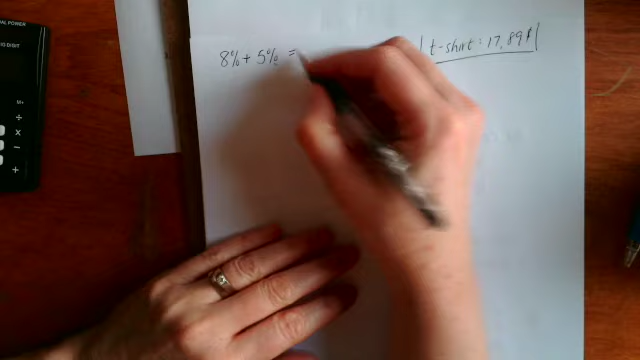 8% + 5% =
t-shirt = 17,89$
M+
÷
×
−
+